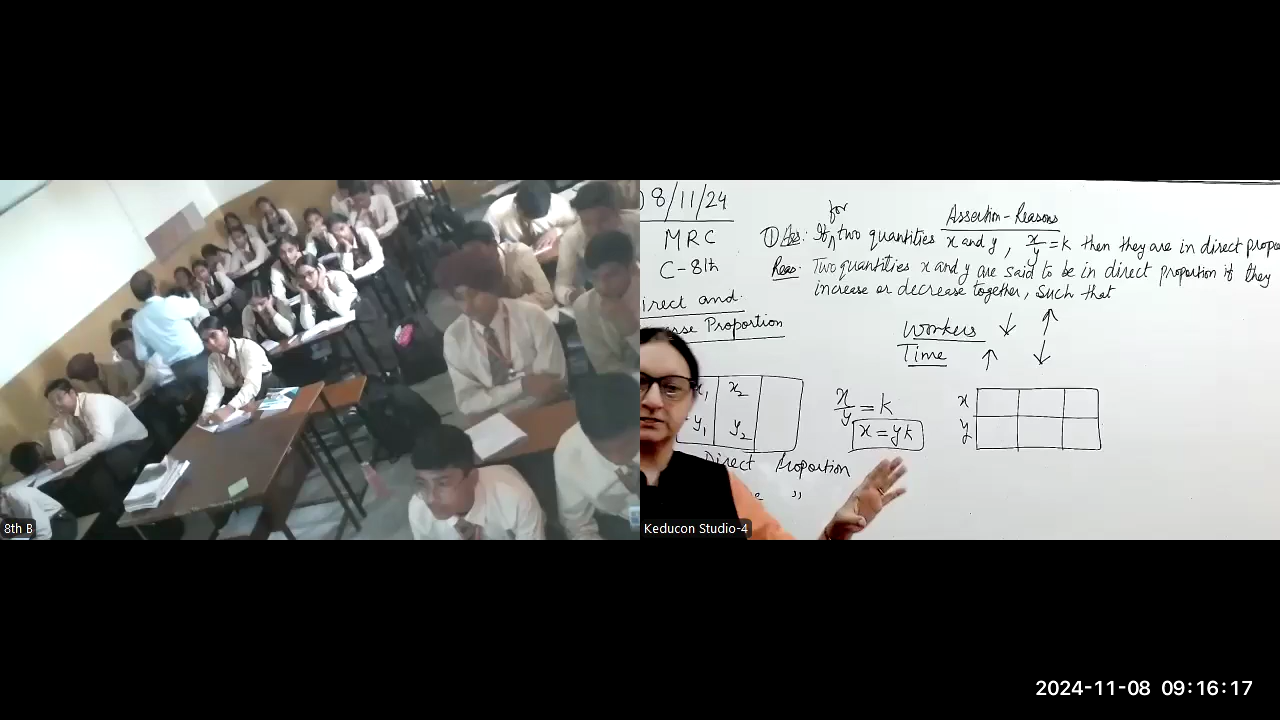 08/11/24
MRC
C-8th
irect and
erse Proportion
Assertion-Reasons
for
① Ass: If two quantities x and y, x/y = k then they are in direct propo
Reas: Two quantities x and y are said to be in direct proportion if they
increase or decrease together, such that
Workers ↓ ↑
Time ↑ ↓
x₁ x₂
y₁ y₂
x/y = k
x = yk
x
y
Direct Proportion
e "
8th B
Keducon Studio-4
2024-11-08 09:16:17